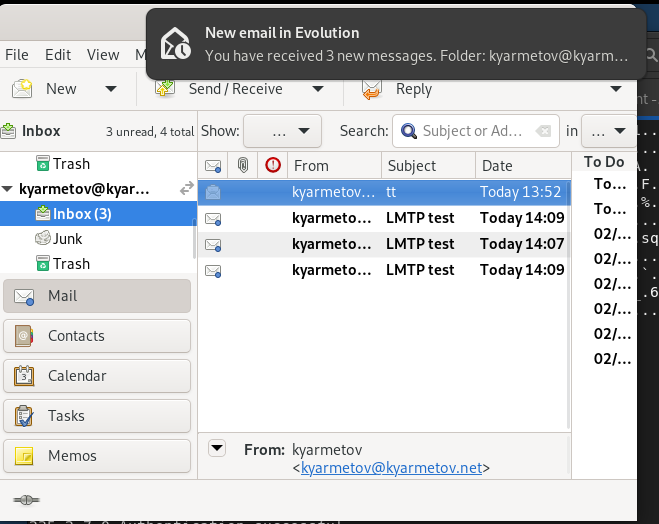 New email in Evolution
You have received 3 new messages. Folder: kyarmetov@kyarm...
File Edit View
New Send / Receive Reply
Inbox 3 unread, 4 total Show: ... Search: Subject or Ad... in ...
Trash
kyarmetov@kyar...
Inbox (3)
Junk
Trash
Mail
Contacts
Calendar
Tasks
Memos
From Subject Date
kyarmetov... tt Today 13:52
kyarmeto... LMTP test Today 14:09
kyarmeto... LMTP test Today 14:07
kyarmeto... LMTP test Today 14:09
To Do
To...
To...
02/...
02/...
02/...
02/...
02/...
02/...
From: kyarmetov
<kyarmetov@kyarmetov.net>